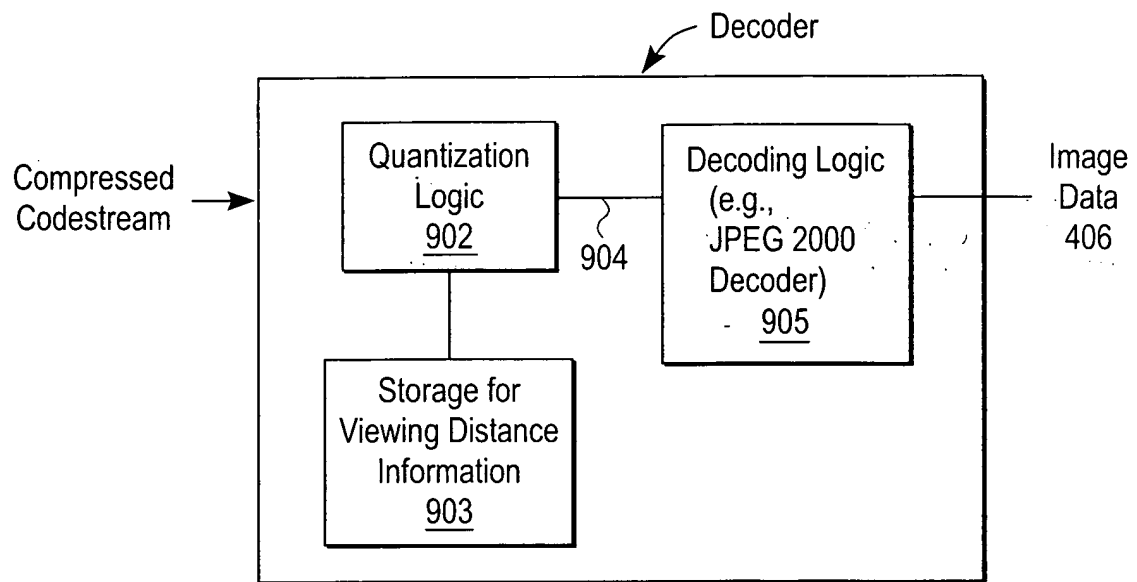 Decoder
Compressed
Codestream
Quantization
Logic
902
904
Decoding Logic
(e.g.,
JPEG 2000
Decoder)
905
Image
Data
406
Storage for
Viewing Distance
Information
903